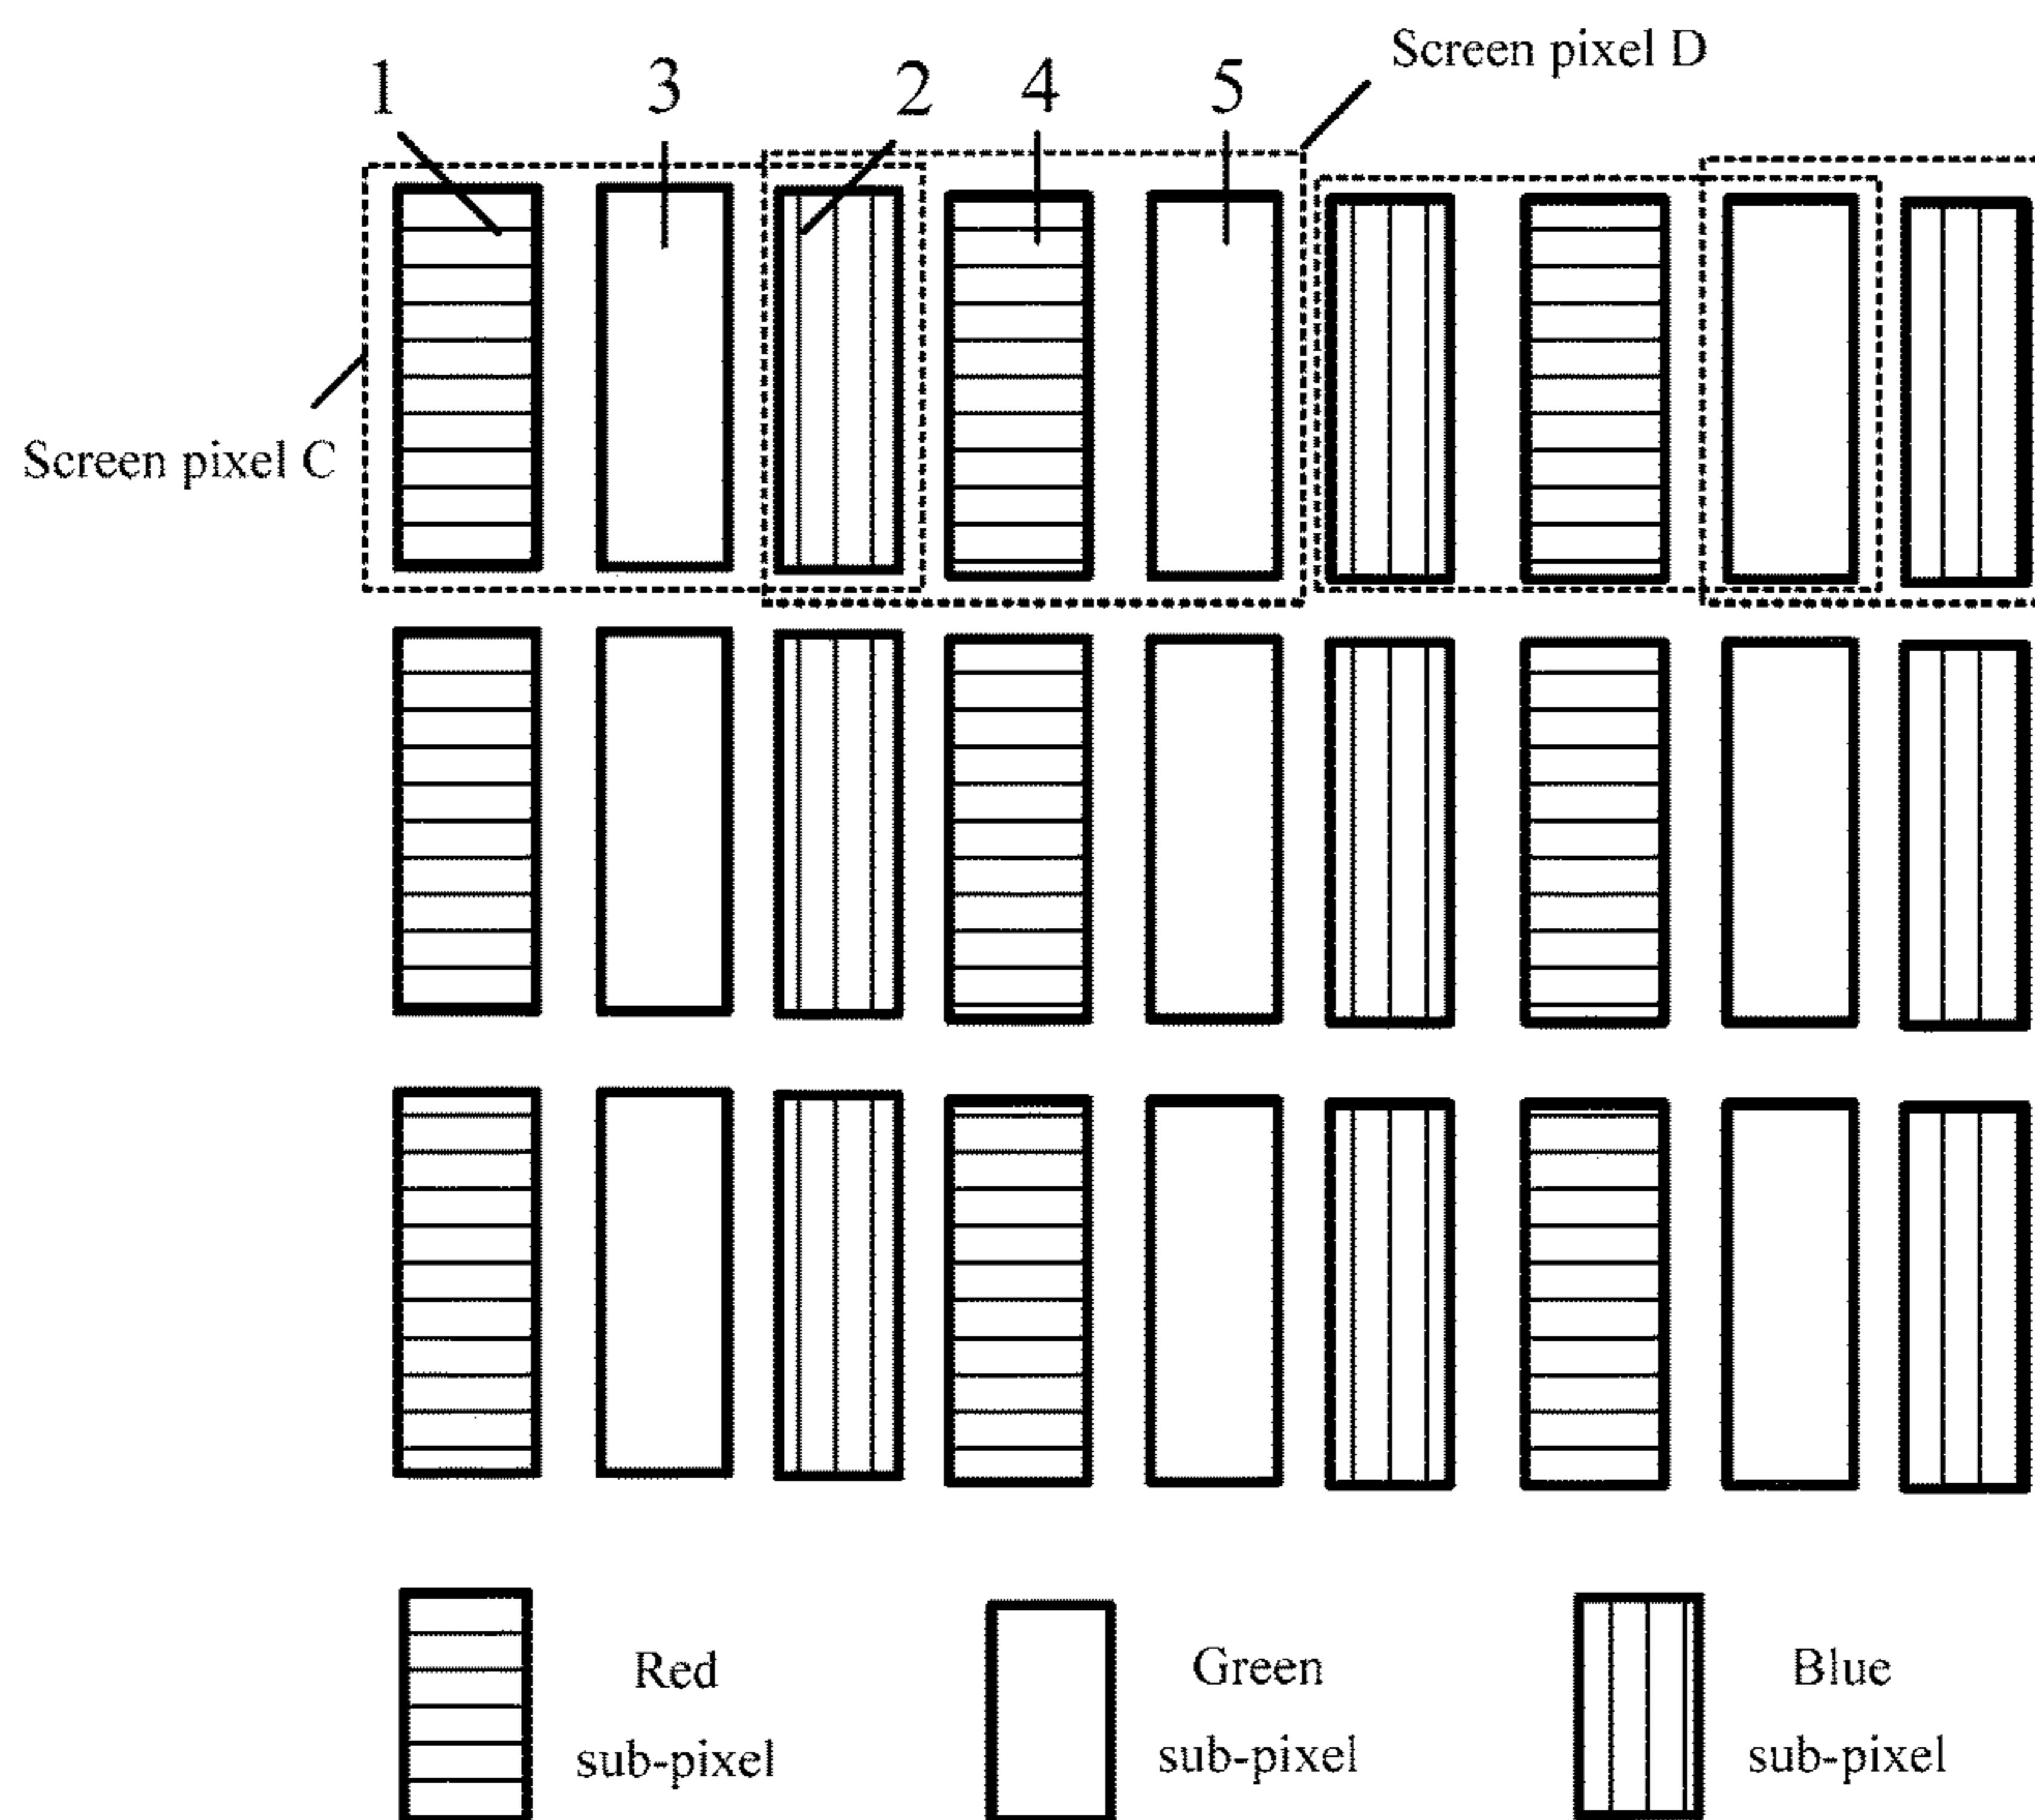 Screen pixel D
1 3 2 4 5
Screen pixel C
Red
sub-pixel
Green
sub-pixel
Blue
sub-pixel